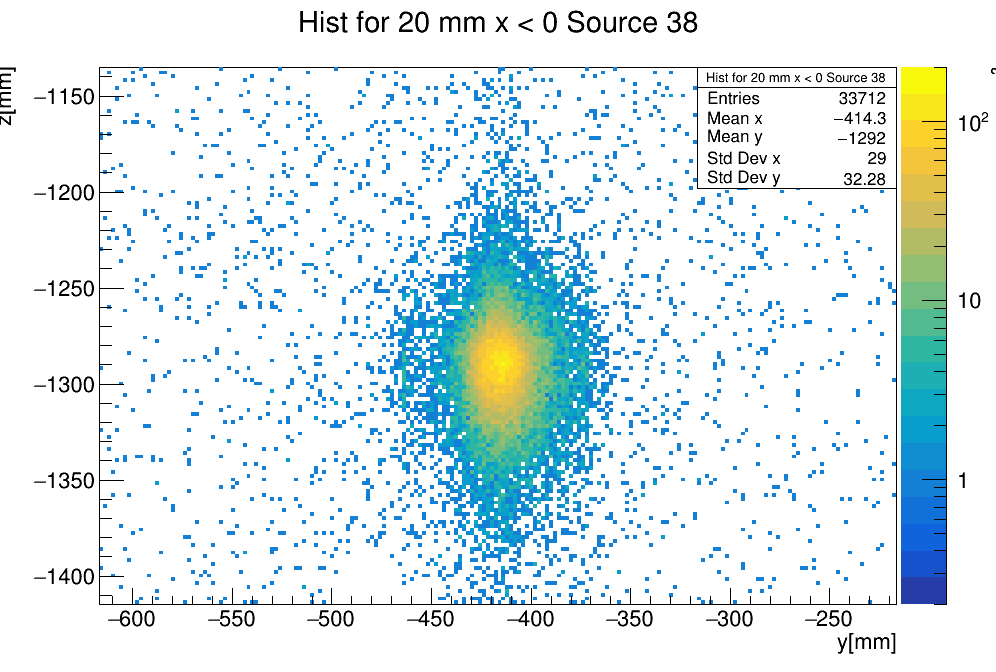 Hist for 20 mm x < 0 Source 38
z[mm]
−1150
−1200
−1250
−1300
−1350
−1400
−600
−550
−500
−450
−400
−350
−300
−250
y[mm]
Hist for 20 mm x < 0 Source 38
Entries 33712
Mean x −414.3
Mean y −1292
Std Dev x 29
Std Dev y 32.28
10²
10
1